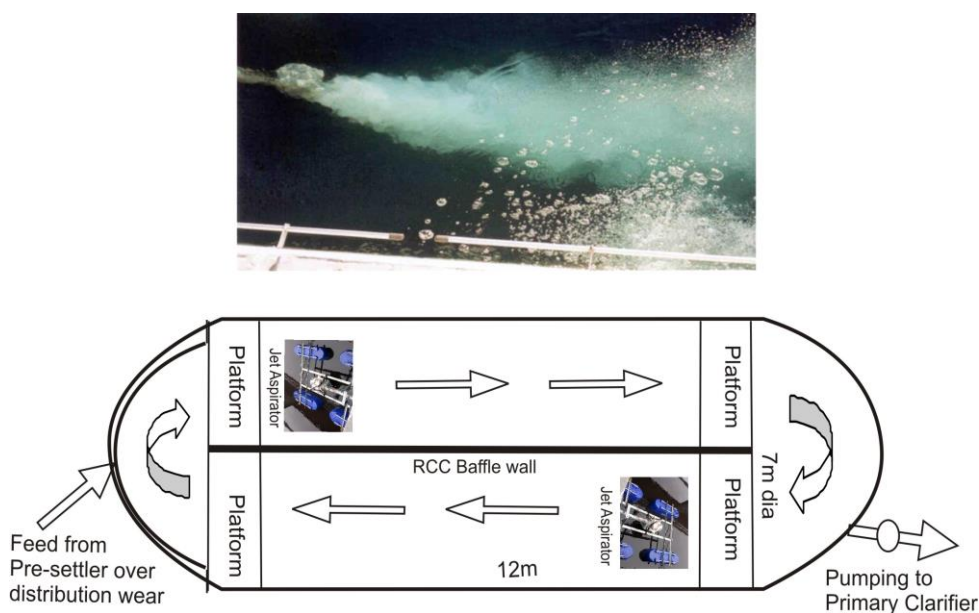 Platform
Jet Aspirator
Platform
RCC Baffle wall
7m dia
Platform
Jet Aspirator
Platform
12m
Feed from
Pre-settler over
distribution wear
Pumping to
Primary Clarifier